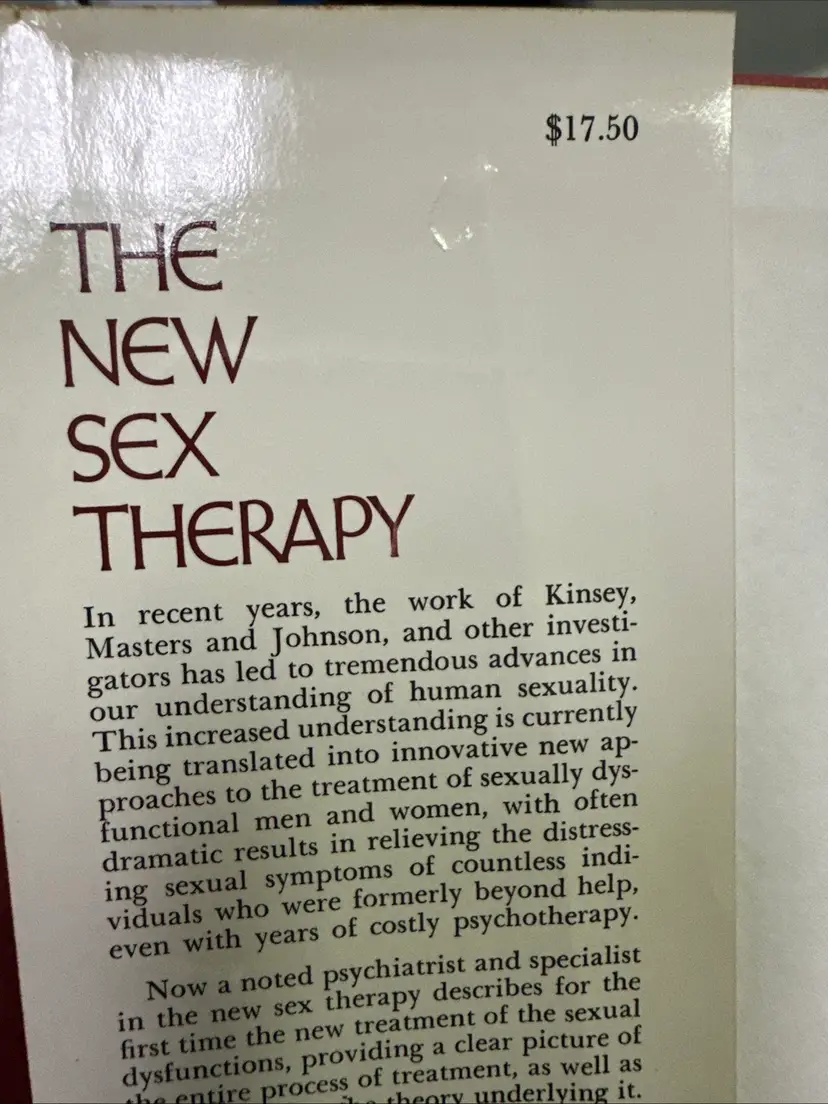 $17.50
THE
NEW
SEX
THERAPY
In recent years, the work of Kinsey,
Masters and Johnson, and other investi-
gators has led to tremendous advances in
our understanding of human sexuality.
This increased understanding is currently
being translated into innovative new ap-
proaches to the treatment of sexually dys-
functional men and women, with often
dramatic results in relieving the distress-
ing sexual symptoms of countless indi-
viduals who were formerly beyond help,
even with years of costly psychotherapy.
Now a noted psychiatrist and specialist
in the new sex therapy describes for the
first time the new treatment of the sexual
dysfunctions, providing a clear picture of
the entire process of treatment, as well as
theory underlying it.